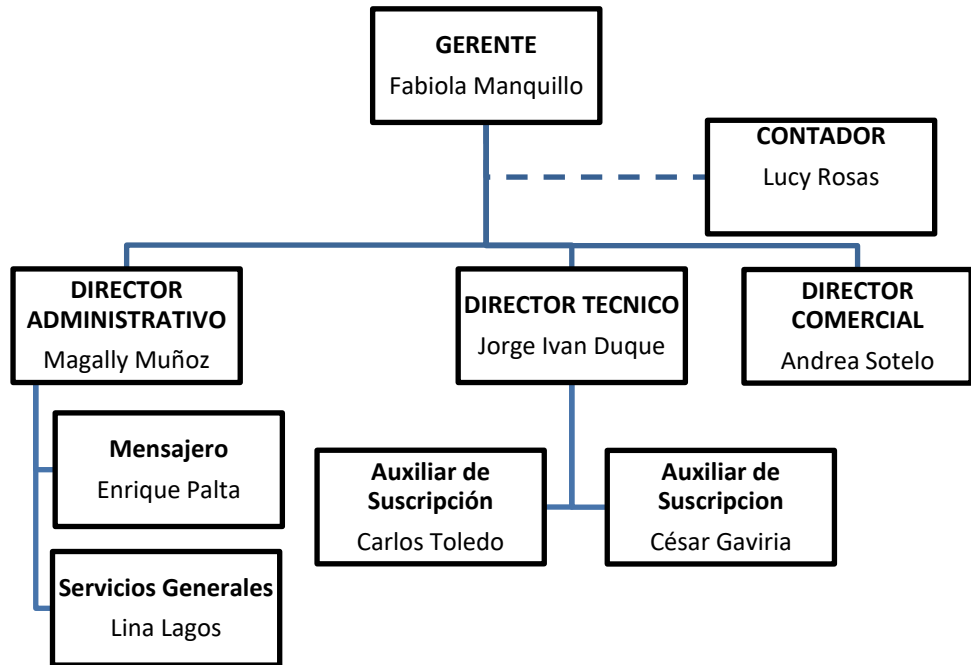 GERENTE
Fabiola Manquillo
CONTADOR
Lucy Rosas
DIRECTOR
ADMINISTRATIVO
Magally Muñoz
DIRECTOR TECNICO
Jorge Ivan Duque
DIRECTOR
COMERCIAL
Andrea Sotelo
Mensajero
Enrique Palta
Servicios Generales
Lina Lagos
Auxiliar de
Suscripción
Carlos Toledo
Auxiliar de
Suscripcion
César Gaviria